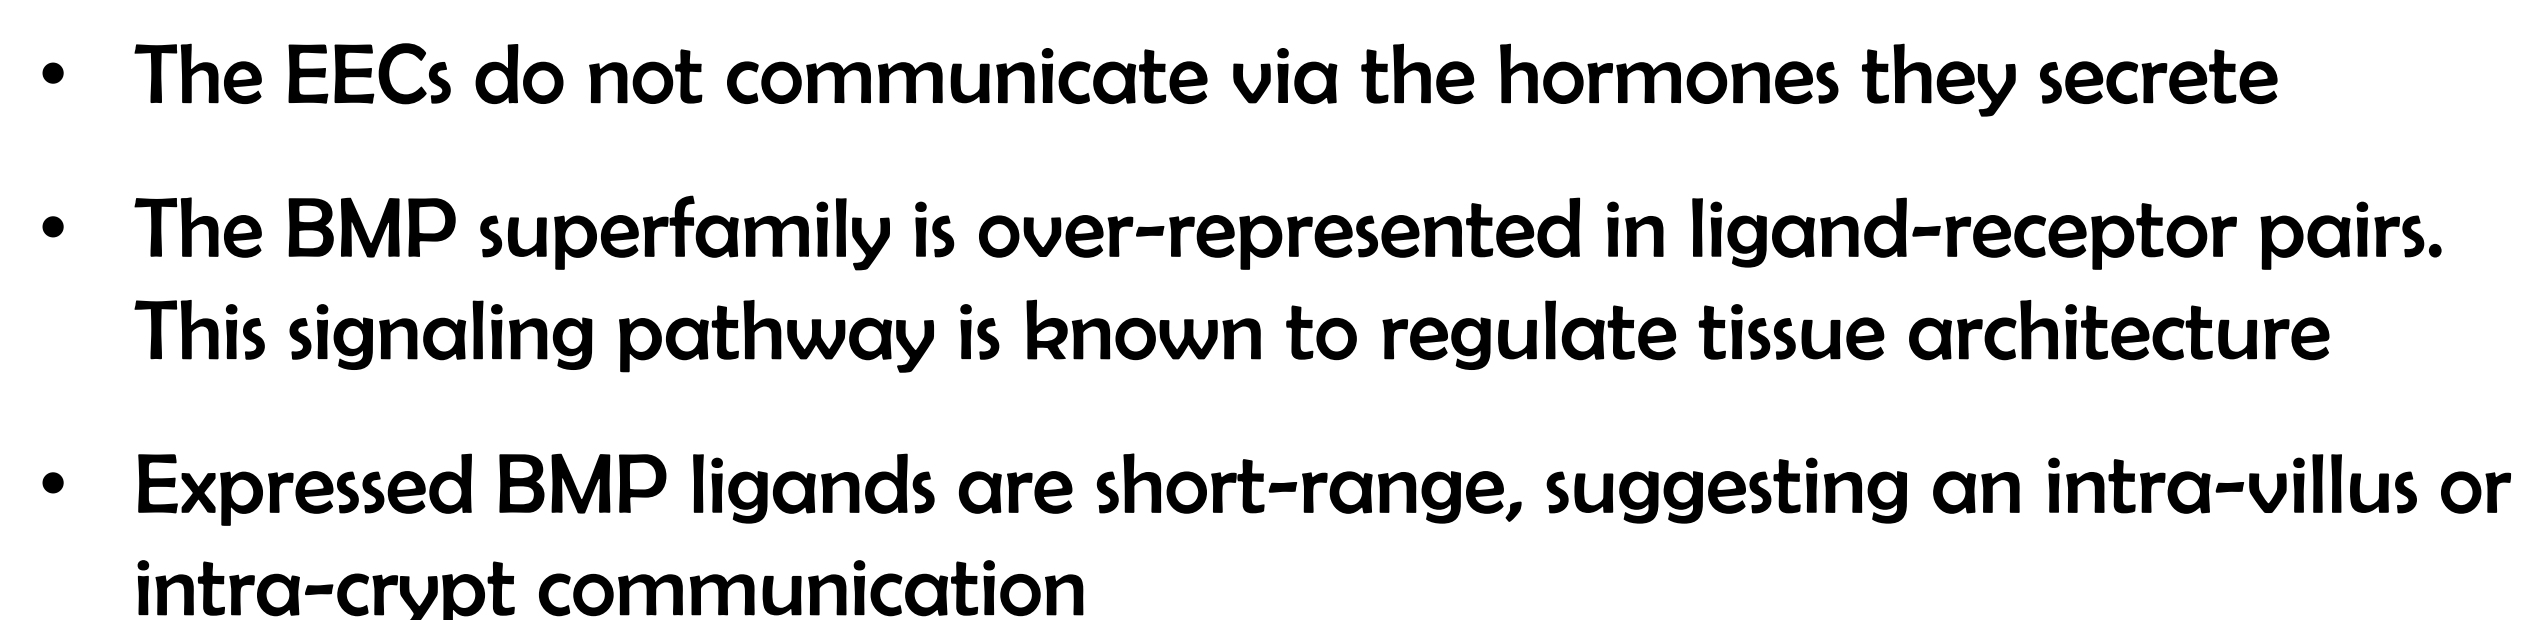 • The EECs do not communicate via the hormones they secrete
• The BMP superfamily is over-represented in ligand-receptor pairs.
This signaling pathway is known to regulate tissue architecture
• Expressed BMP ligands are short-range, suggesting an intra-villus or
intra-crypt communication